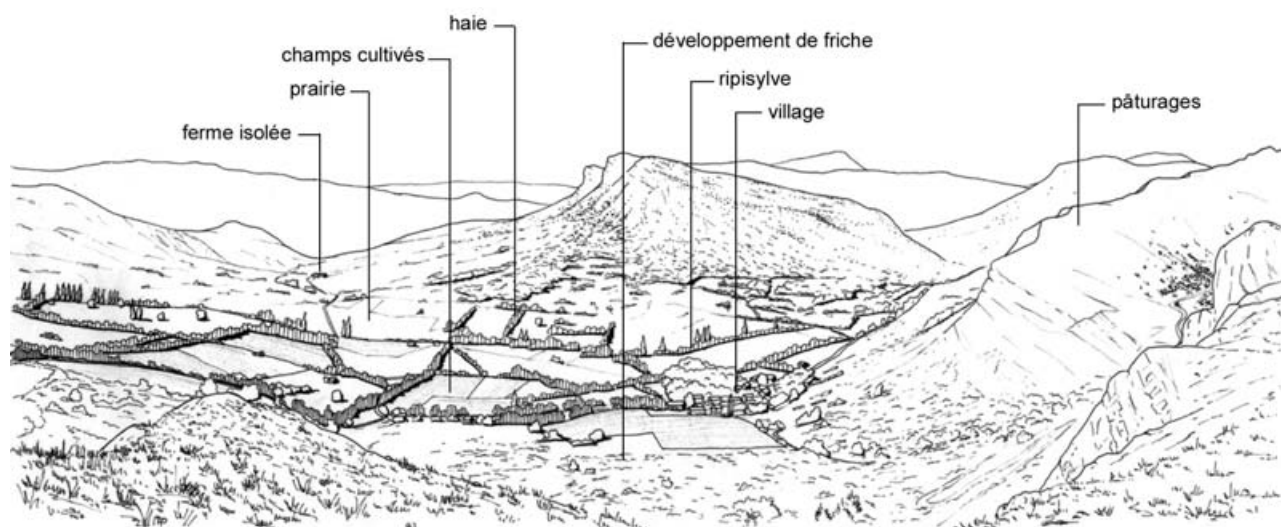 haie
développement de friche
champs cultivés
ripisylve
prairie
village
pâturages
ferme isolée